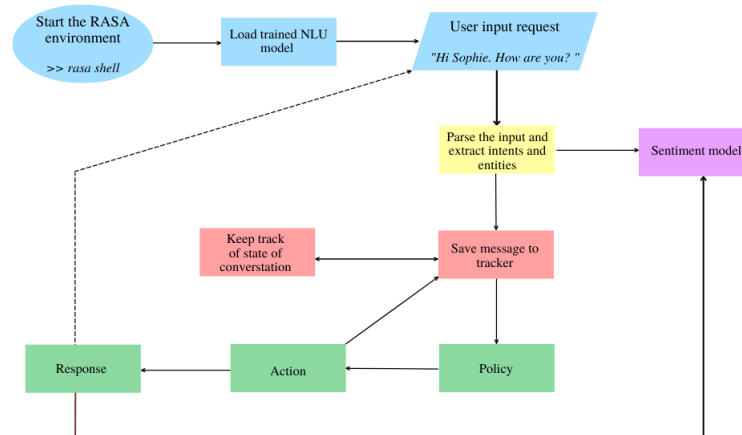 Start the RASA
environment
>> rasa shell
Load trained NLU
model
User input request
"Hi Sophie. How are you? "
Parse the input and
extract intents and
entities
Sentiment model
Keep track
of state of
converstation
Save message to
tracker
Response
Action
Policy